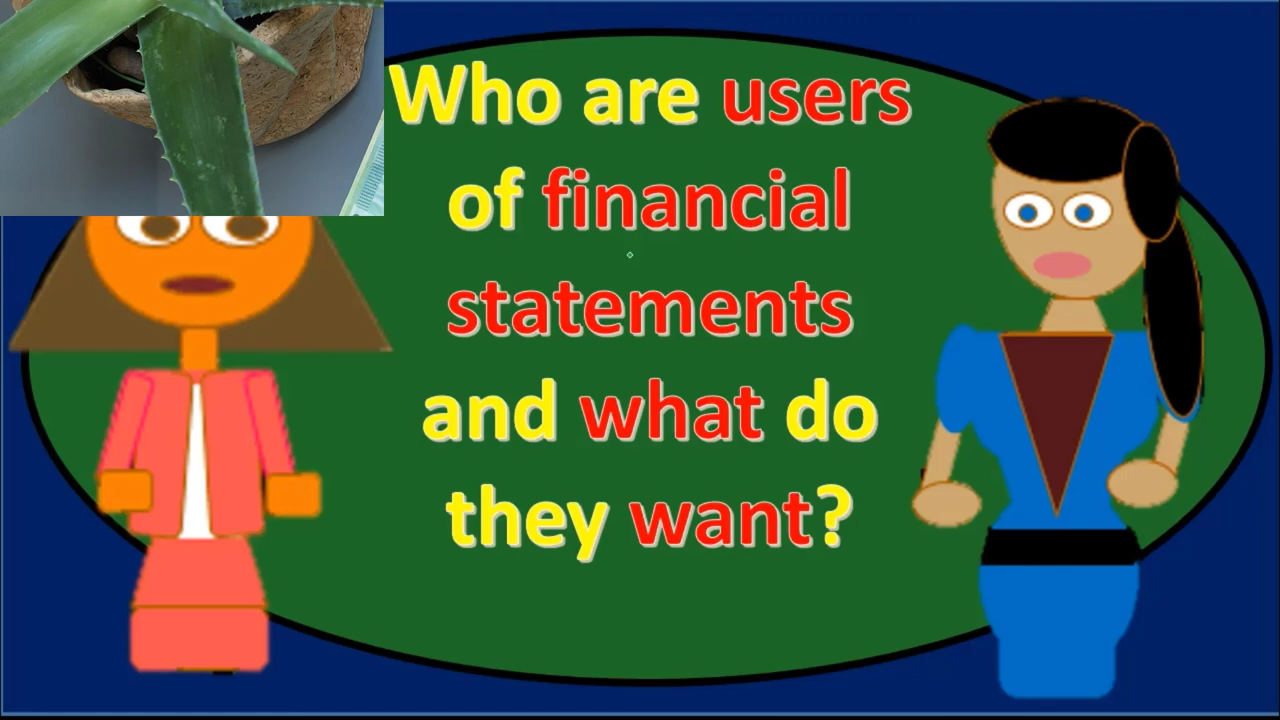 Who are users
of financial
statements
and what do
they want?